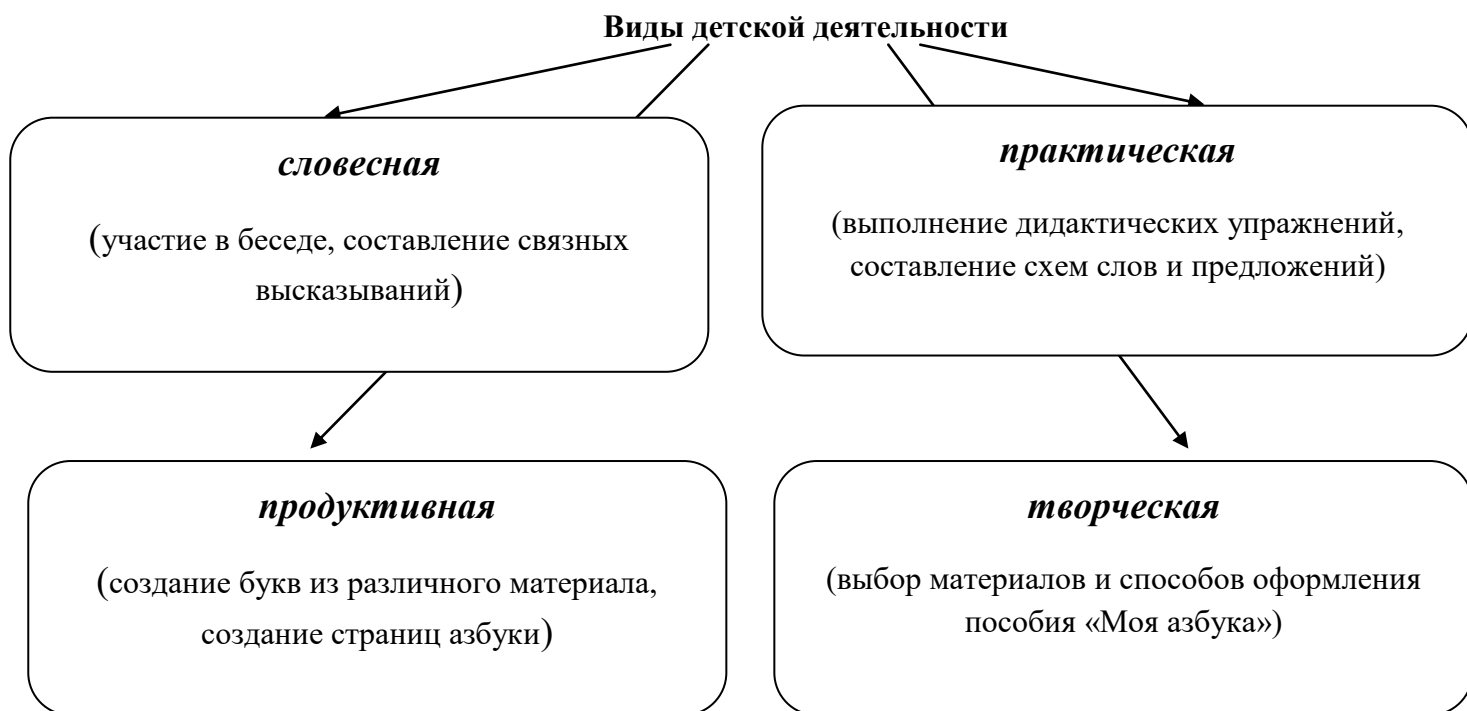 Виды детской деятельности
словесная
(участие в беседе, составление связных
высказываний)
практическая
(выполнение дидактических упражнений,
составление схем слов и предложений)
продуктивная
(создание букв из различного материала,
создание страниц азбуки)
творческая
(выбор материалов и способов оформления
пособия «Моя азбука»)